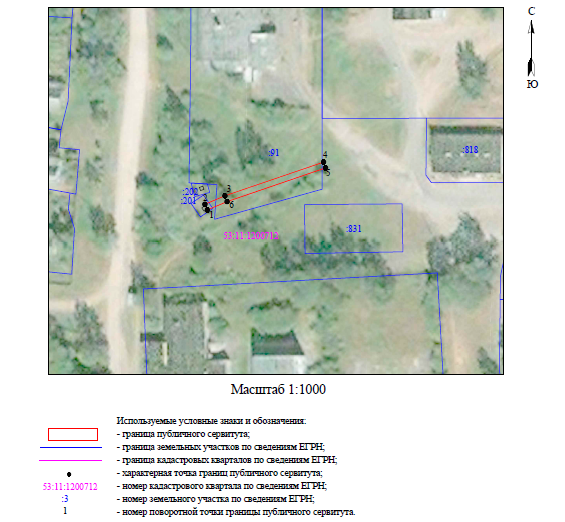 С
Ю
:91
:818
4
5
:202
3
2
:201
6
1
:831
53:11:1200712
Масштаб 1:1000
Используемые условные знаки и обозначения:
- граница публичного сервитута;
- граница земельных участков по сведениям ЕГРН;
- граница кадастровых кварталов по сведениям ЕГРН;
- характерная точка границ публичного сервитута;
53:11:1200712 - номер кадастрового квартала по сведениям ЕГРН;
:3 - номер земельного участка по сведениям ЕГРН;
1 - номер поворотной точки границы публичного сервитута.